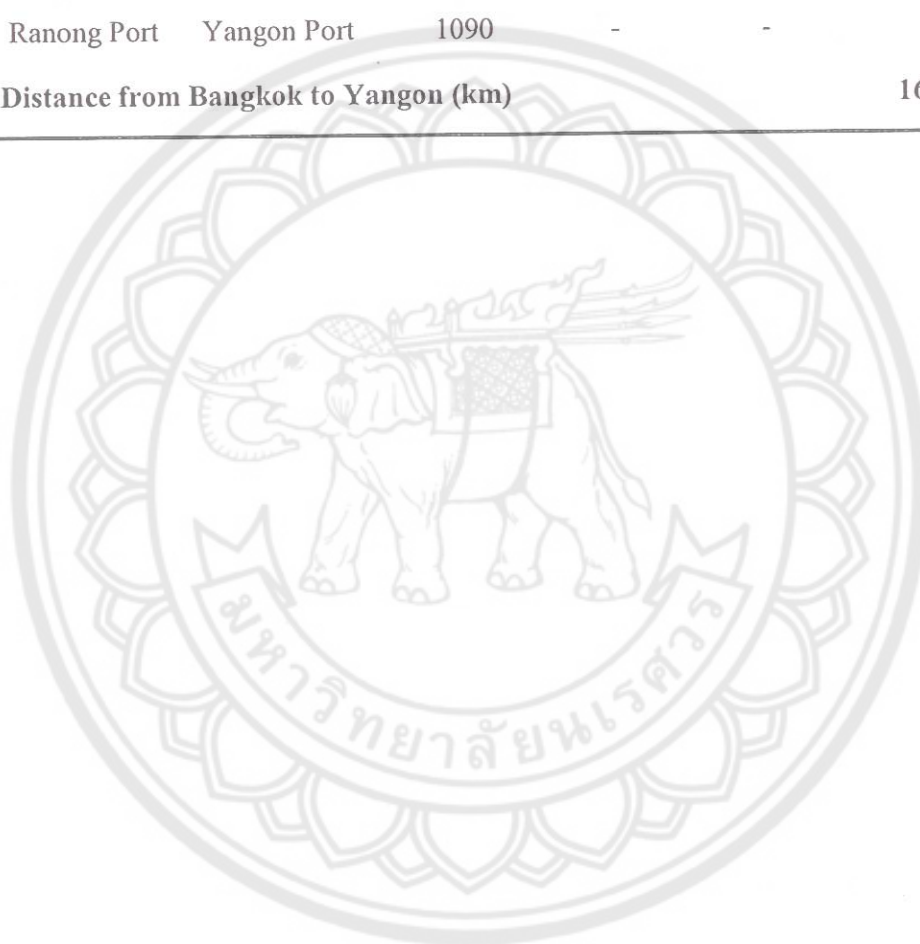 Ranong Port Yangon Port 1090 - -
Distance from Bangkok to Yangon (km) 16
มหาวิทยาลัยนเรศวร